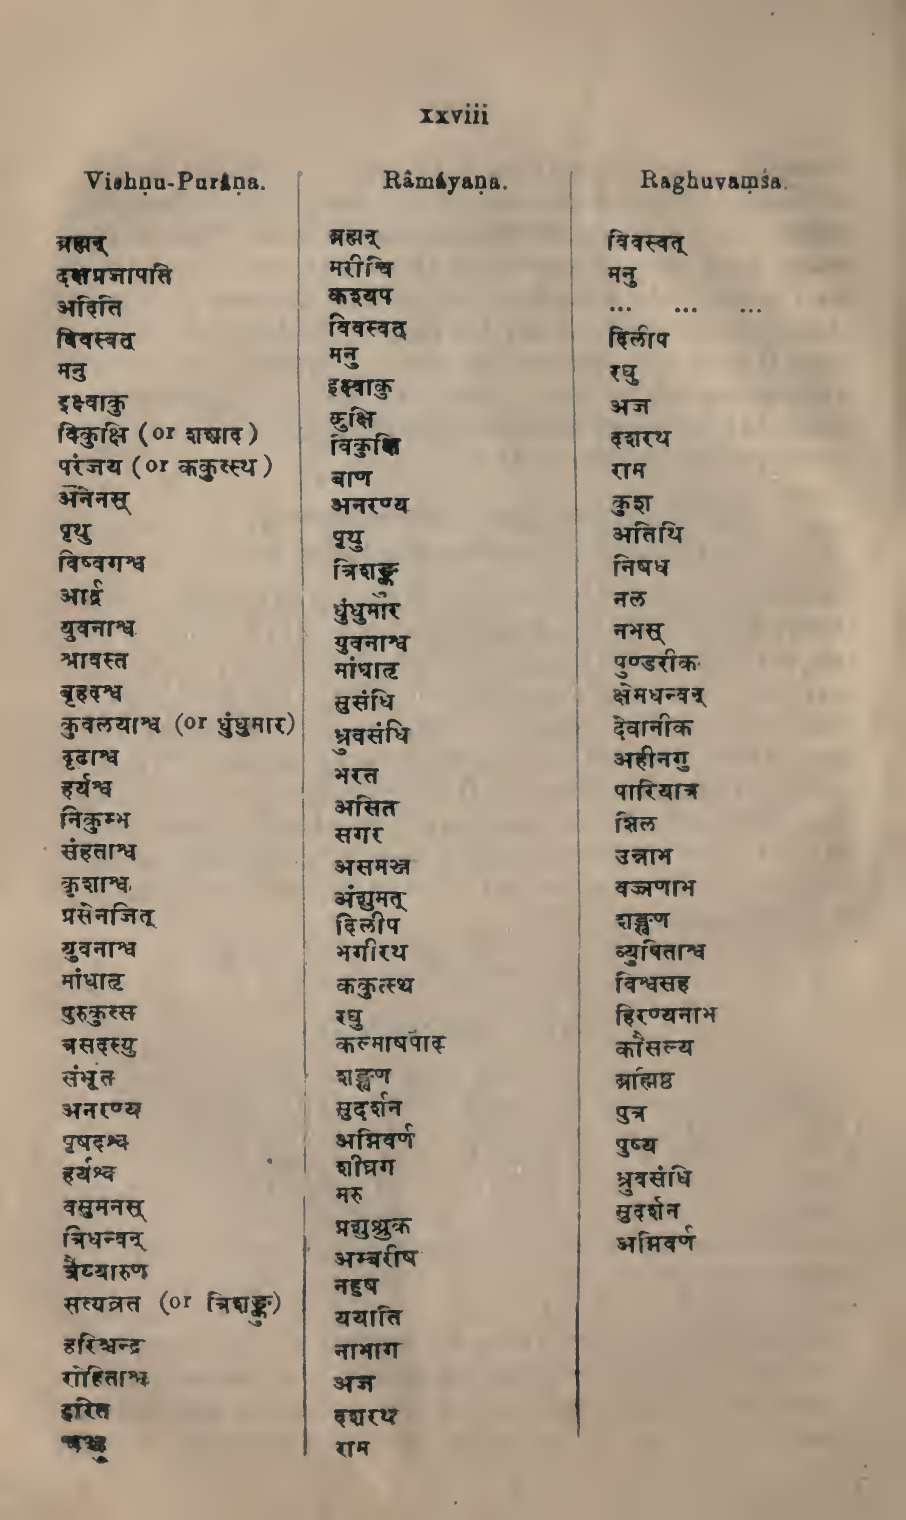 xxviii
Vishṇu-Purâṇa.
ब्रह्मन्
दक्षप्रजापति
अदिति
विवस्वत्
मनु
इक्ष्वाकु
विकुक्षि (or शशाद)
परंजय (or ककुत्स्थ)
अनेनस्
पृथु
विष्वगश्व
आर्द्र
युवनाश्व
श्रावस्त
बृहदश्व
कुवलयाश्व (or धुंधुमार)
दृढाश्व
हर्यश्व
निकुम्भ
संहताश्व
कृशाश्व
प्रसेनजित्
युवनाश्व
मांधातृ
पुरुकुत्स
त्रसदस्यु
संभूत
अनरण्य
पृषदश्व
हर्यश्व
वसुमनस्
त्रिधन्वन्
त्रैय्यारुण
सत्यव्रत (or त्रिशङ्कु)
हरिश्चन्द्र
रोहिताश्व
हरित
Râmâyaṇa.
ब्रह्मन्
मरीचि
कश्यप
विवस्वत्
मनु
इक्ष्वाकु
कुक्षि
विकुक्षि
बाण
अनरण्य
पृथु
त्रिशङ्कु
धुंधुमार
युवनाश्व
मांधातृ
सुसंधि
ध्रुवसंधि
भरत
असित
सगर
असमञ्ज
अंशुमत्
दिलीप
भगीरथ
ककुत्स्थ
रघु
कल्माषपाद
शङ्खण
सुदर्शन
अग्निवर्ण
शीघ्रग
मरु
प्रशुश्रुक
अम्बरीष
नहुष
ययाति
नाभाग
अज
दशरथ
राम
Raghuvaṃśa.
विवस्वत्
मनु
... ... ...
दिलीप
रघु
अज
दशरथ
राम
कुश
अतिथि
निषध
नल
नभस्
पुण्डरीक
क्षेमधन्वन्
देवानीक
अहीनगु
पारियात्र
शिल
उन्नाभ
वज्रणाभ
शङ्खण
व्युषिताश्व
विश्वसह
हिरण्यनाभ
कौसल्य
ब्रह्मिष्ठ
पुत्र
पुष्य
ध्रुवसंधि
सुदर्शन
अग्निवर्ण